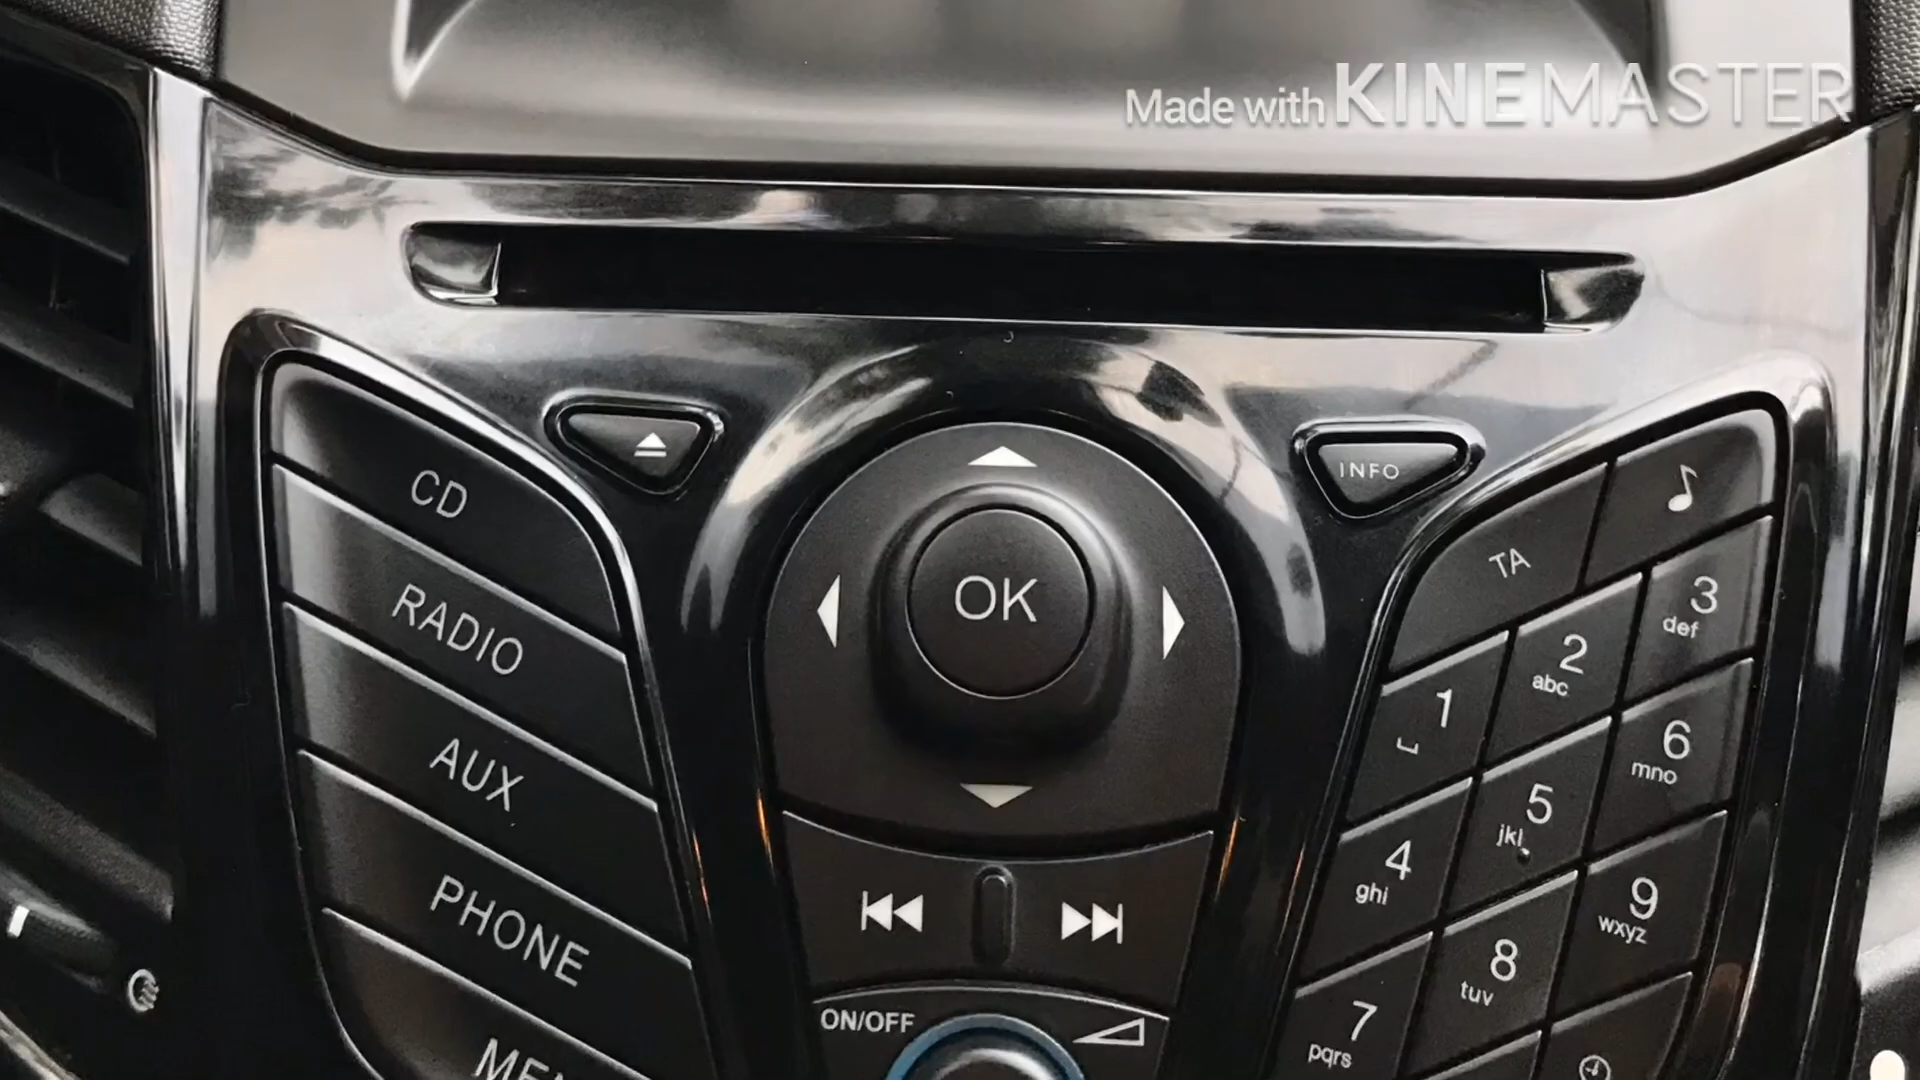 Made with KINEMASTER
CD
RADIO
AUX
PHONE
OK
INFO
TA
1
2
abc
3
def
4
ghi
5
jkl
6
mno
7
pqrs
8
tuv
9
wxyz
ON/OFF